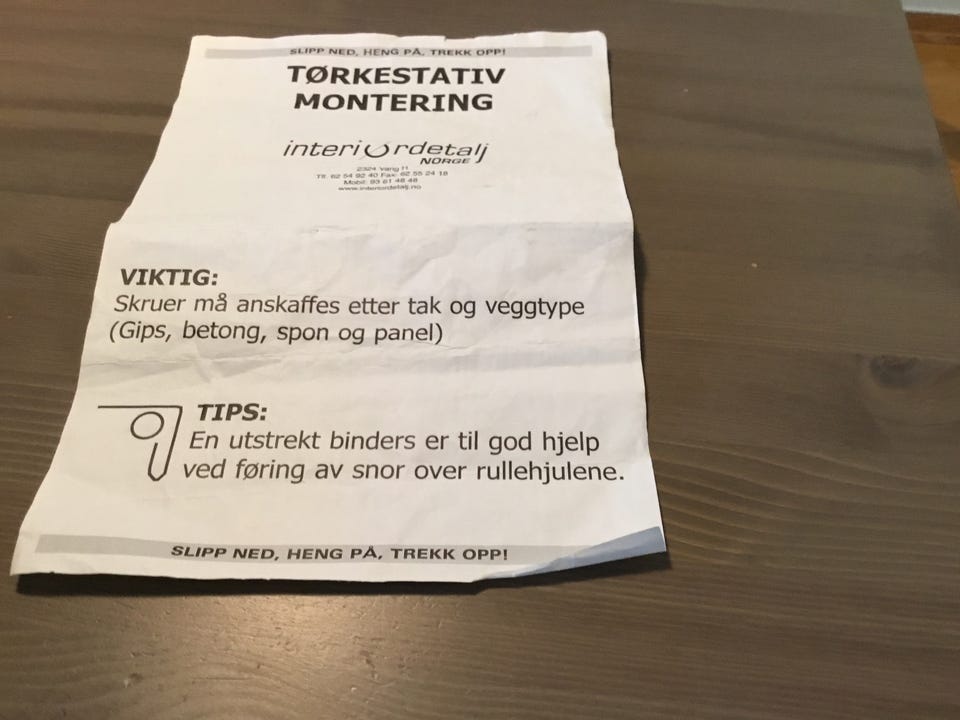 SLIPP NED, HENG PÅ, TREKK OPP!
TØRKESTATIV
MONTERING
interiørdetalj
NORGE
2324 Vang H
Tlf. 62 54 92 40 Fax: 62 55 24 18
Mobil: 93 61 48 48
www.interiordetalj.no
VIKTIG:
Skruer må anskaffes etter tak og veggtype
(Gips, betong, spon og panel)
TIPS:
En utstrekt binders er til god hjelp
ved føring av snor over rullehjulene.
SLIPP NED, HENG PÅ, TREKK OPP!